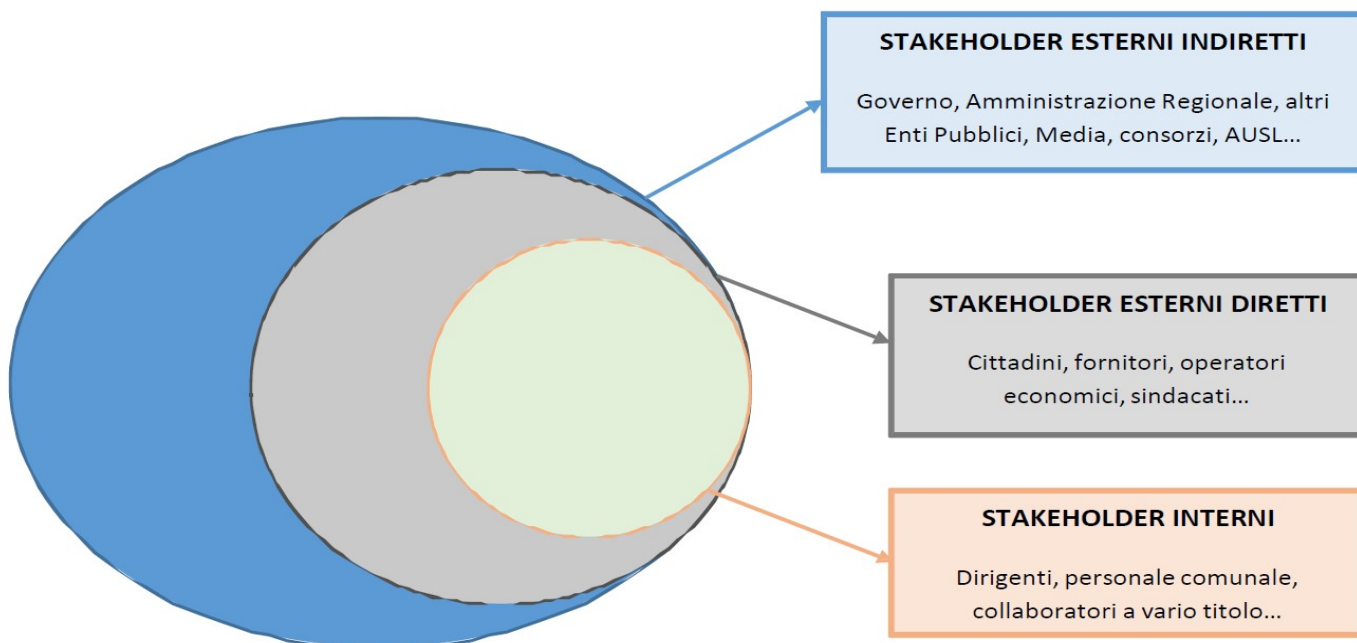 STAKEHOLDER ESTERNI INDIRETTI
Governo, Amministrazione Regionale, altri
Enti Pubblici, Media, consorzi, AUSL...
STAKEHOLDER ESTERNI DIRETTI
Cittadini, fornitori, operatori
economici, sindacati...
STAKEHOLDER INTERNI
Dirigenti, personale comunale,
collaboratori a vario titolo...